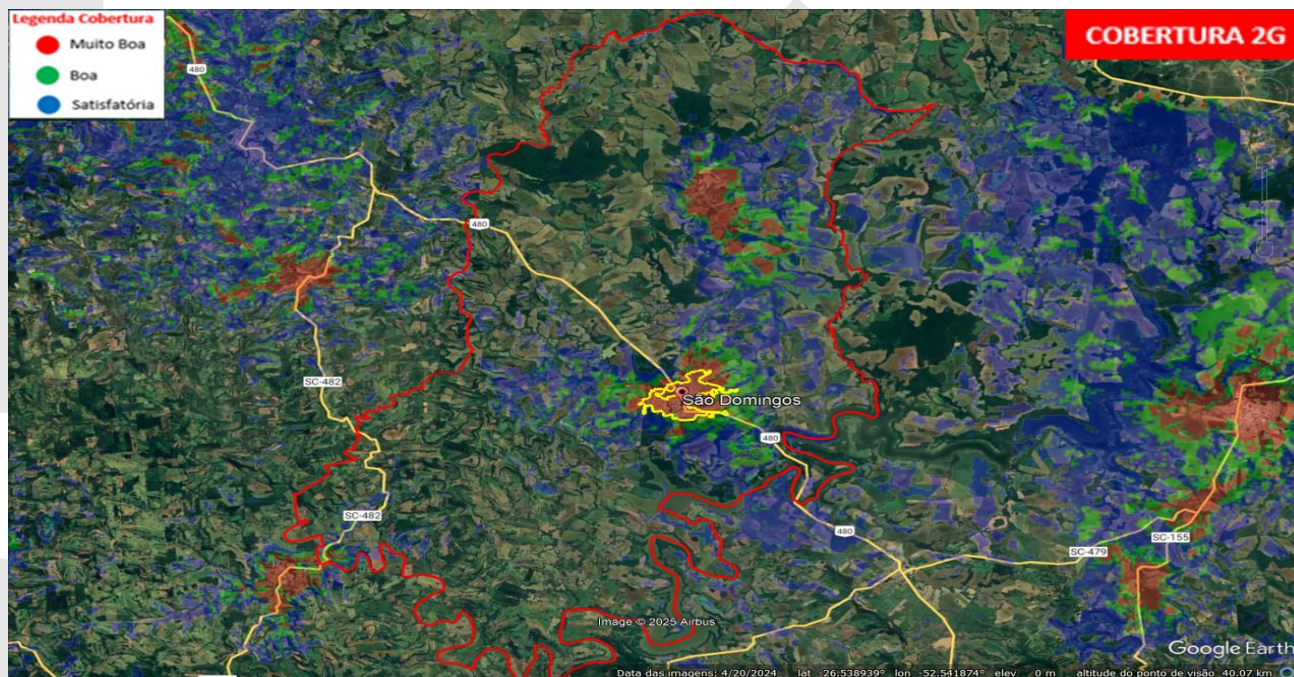 Legenda Cobertura
Muito Boa
Boa
Satisfatória
COBERTURA 2G
480
480
SC-482
São Domingos
480
SC-482
480
SC-479
SC-155
Image © 2025 Airbus
Google Earth
Data das imagens: 4/20/2024 lat -26.538939° lon -52.541874° elev 0 m altitude do ponto de visão 40.07 km